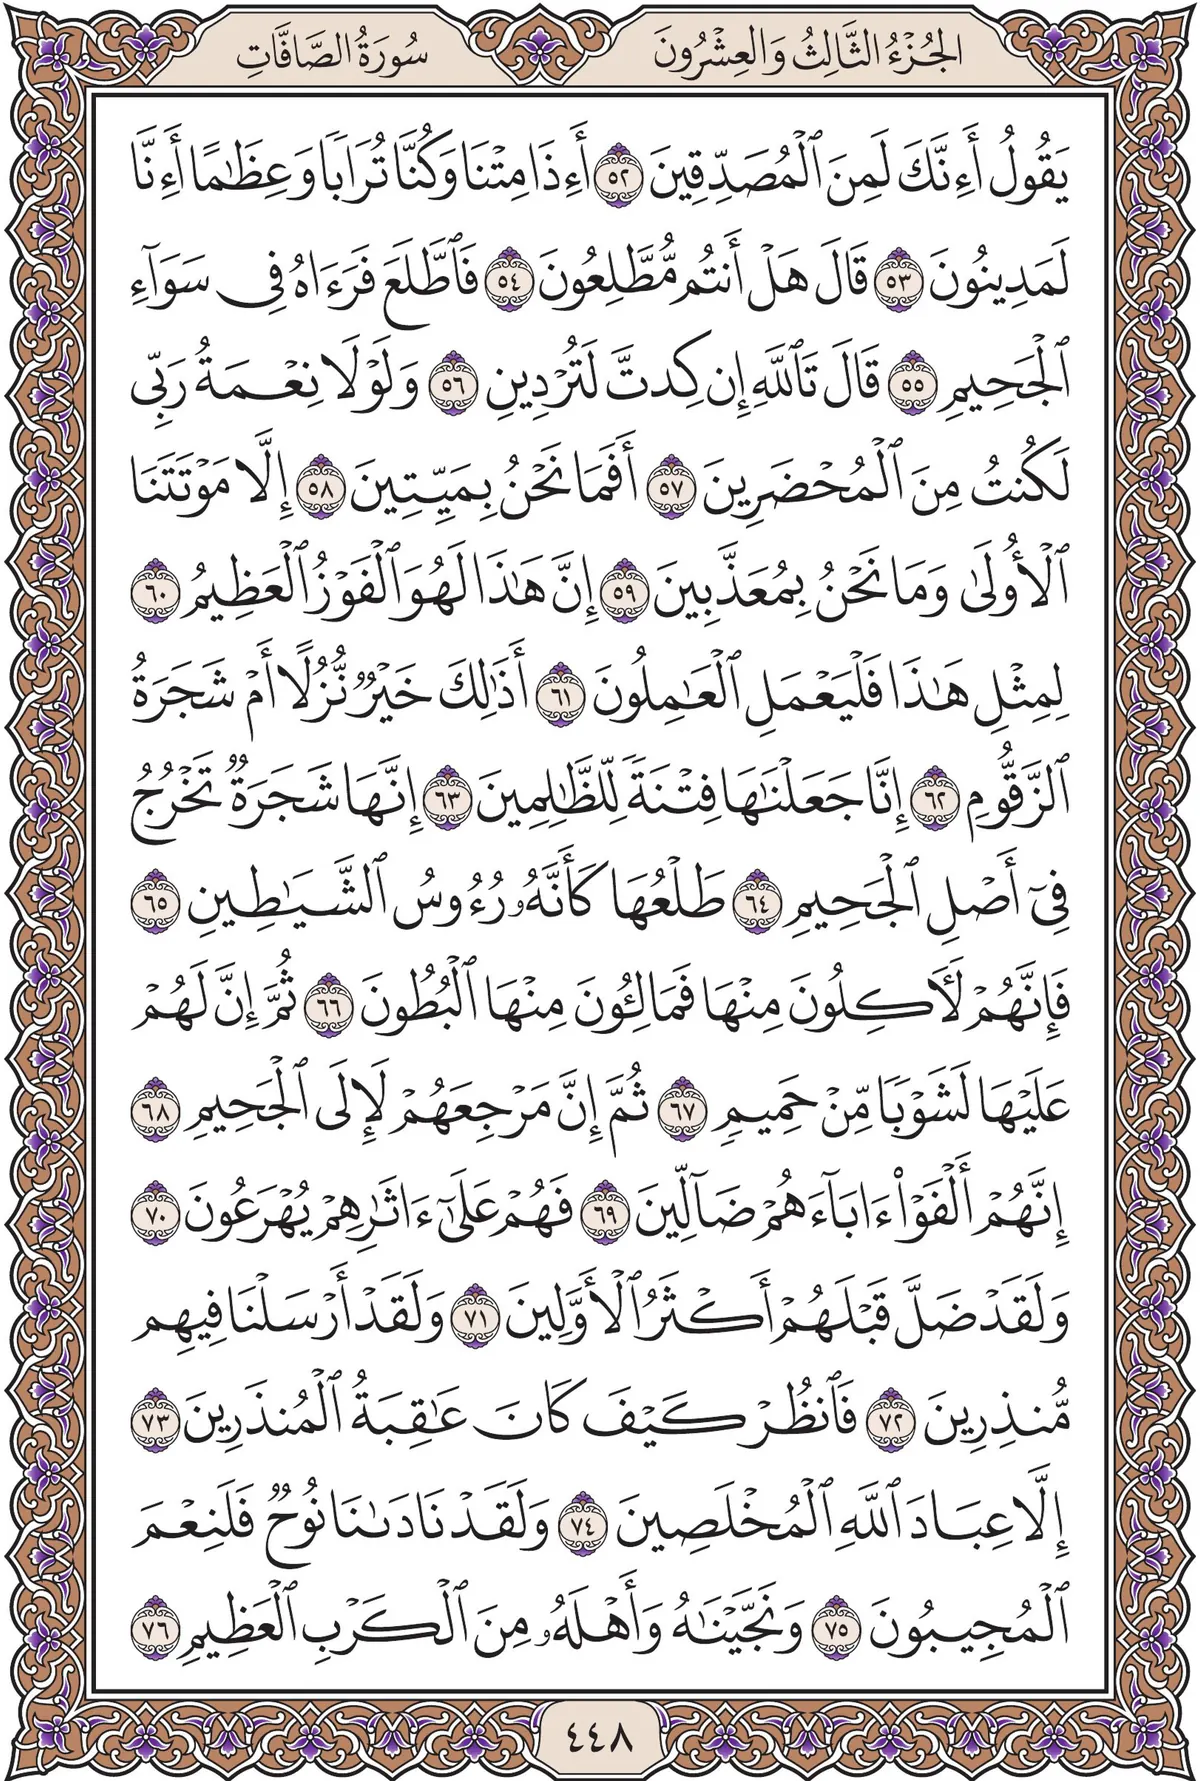 الجُزْءُ الثَّالِثُ وَالعِشْرُونَ
سُورَةُ الصَّافَّاتِ
يَقُولُ أَءِنَّكَ لَمِنَ ٱلْمُصَدِّقِينَ ٥٢ أَءِذَا مِتْنَا وَكُنَّا تُرَابًا وَعِظَٰمًا أَءِنَّا
لَمَدِينُونَ ٥٣ قَالَ هَلْ أَنتُم مُّطَّلِعُونَ ٥٤ فَٱطَّلَعَ فَرَءَاهُ فِى سَوَآءِ
ٱلْجَحِيمِ ٥٥ قَالَ تَٱللَّهِ إِن كِدتَّ لَتُرْدِينِ ٥٦ وَلَوْلَا نِعْمَةُ رَبِّى
لَكُنتُ مِنَ ٱلْمُحْضَرِينَ ٥٧ أَفَمَا نَحْنُ بِمَيِّتِينَ ٥٨ إِلَّا مَوْتَتَنَا
ٱلْأُولَىٰ وَمَا نَحْنُ بِمُعَذَّبِينَ ٥٩ إِنَّ هَٰذَا لَهُوَ ٱلْفَوْزُ ٱلْعَظِيمُ ٦٠
لِمِثْلِ هَٰذَا فَلْيَعْمَلِ ٱلْعَٰمِلُونَ ٦١ أَذَٰلِكَ خَيْرٌ نُّزُلًا أَمْ شَجَرَةُ
ٱلزَّقُّومِ ٦٢ إِنَّا جَعَلْنَٰهَا فِتْنَةً لِّلظَّٰلِمِينَ ٦٣ إِنَّهَا شَجَرَةٌ تَخْرُجُ
فِىٓ أَصْلِ ٱلْجَحِيمِ ٦٤ طَلْعُهَا كَأَنَّهُۥ رُءُوسُ ٱلشَّيَٰطِينِ ٦٥
فَإِنَّهُمْ لَءَاكِلُونَ مِنْهَا فَمَالِـُٔونَ مِنْهَا ٱلْبُطُونَ ٦٦ ثُمَّ إِنَّ لَهُمْ
عَلَيْهَا لَشَوْبًا مِّنْ حَمِيمٍ ٦٧ ثُمَّ إِنَّ مَرْجِعَهُمْ لَإِلَى ٱلْجَحِيمِ ٦٨
إِنَّهُمْ أَلْفَوْا۟ ءَابَآءَهُمْ ضَآلِّينَ ٦٩ فَهُمْ عَلَىٰٓ ءَاثَٰرِهِمْ يُهْرَعُونَ ٧٠
وَلَقَدْ ضَلَّ قَبْلَهُمْ أَكْثَرُ ٱلْأَوَّلِينَ ٧١ وَلَقَدْ أَرْسَلْنَا فِيهِم
مُّنذِرِينَ ٧٢ فَٱنظُرْ كَيْفَ كَانَ عَٰقِبَةُ ٱلْمُنذَرِينَ ٧٣
إِلَّا عِبَادَ ٱللَّهِ ٱلْمُخْلَصِينَ ٧٤ وَلَقَدْ نَادَىٰنَا نُوحٌ فَلَنِعْمَ
ٱلْمُجِيبُونَ ٧٥ وَنَجَّيْنَٰهُ وَأَهْلَهُۥ مِنَ ٱلْكَرْبِ ٱلْعَظِيمِ ٧٦
٤٤٨